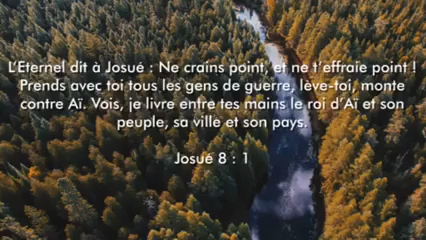 L'Eternel dit à Josué : Ne crains point, et ne t'effraie point !
Prends avec toi tous les gens de guerre, lève-toi, monte
contre Aï. Vois, je livre entre tes mains le roi d'Aï et son
peuple, sa ville et son pays.
Josué 8 : 1